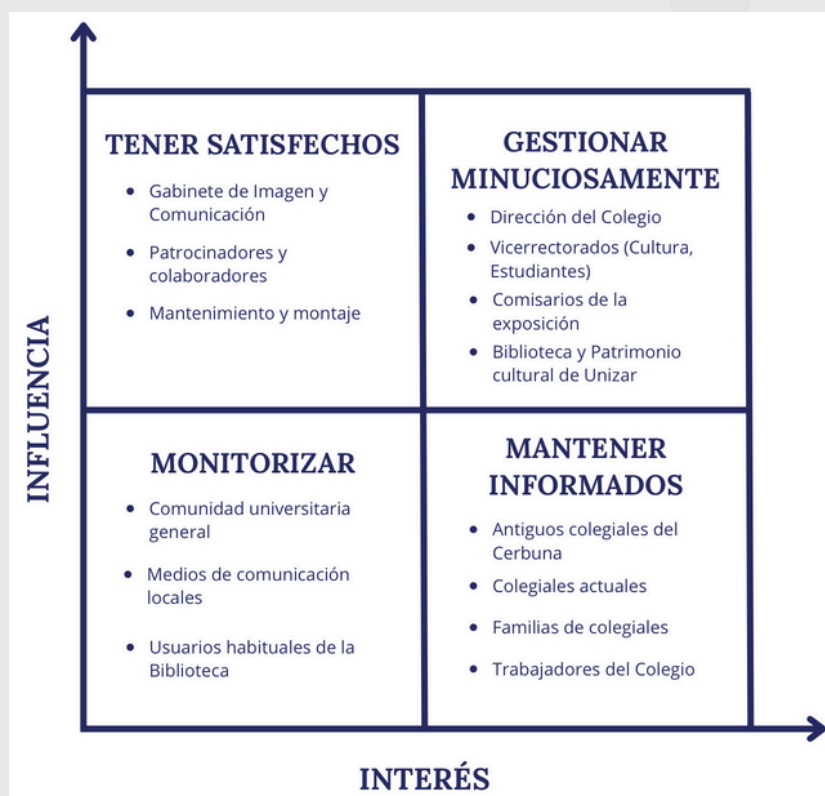 TENER SATISFECHOS
Gabinete de Imagen y
Comunicación
Patrocinadores y
colaboradores
Mantenimiento y montaje
GESTIONAR
MINUCIOSAMENTE
Dirección del Colegio
Vicerrectorados (Cultura,
Estudiantes)
Comisarios de la
exposición
Biblioteca y Patrimonio
cultural de Unizar
INFLUENCIA
MONITORIZAR
Comunidad universitaria
general
Medios de comunicación
locales
Usuarios habituales de la
Biblioteca
MANTENER
INFORMADOS
Antiguos colegiales del
Cerbuna
Colegiales actuales
Familias de colegiales
Trabajadores del Colegio
INTERÉS